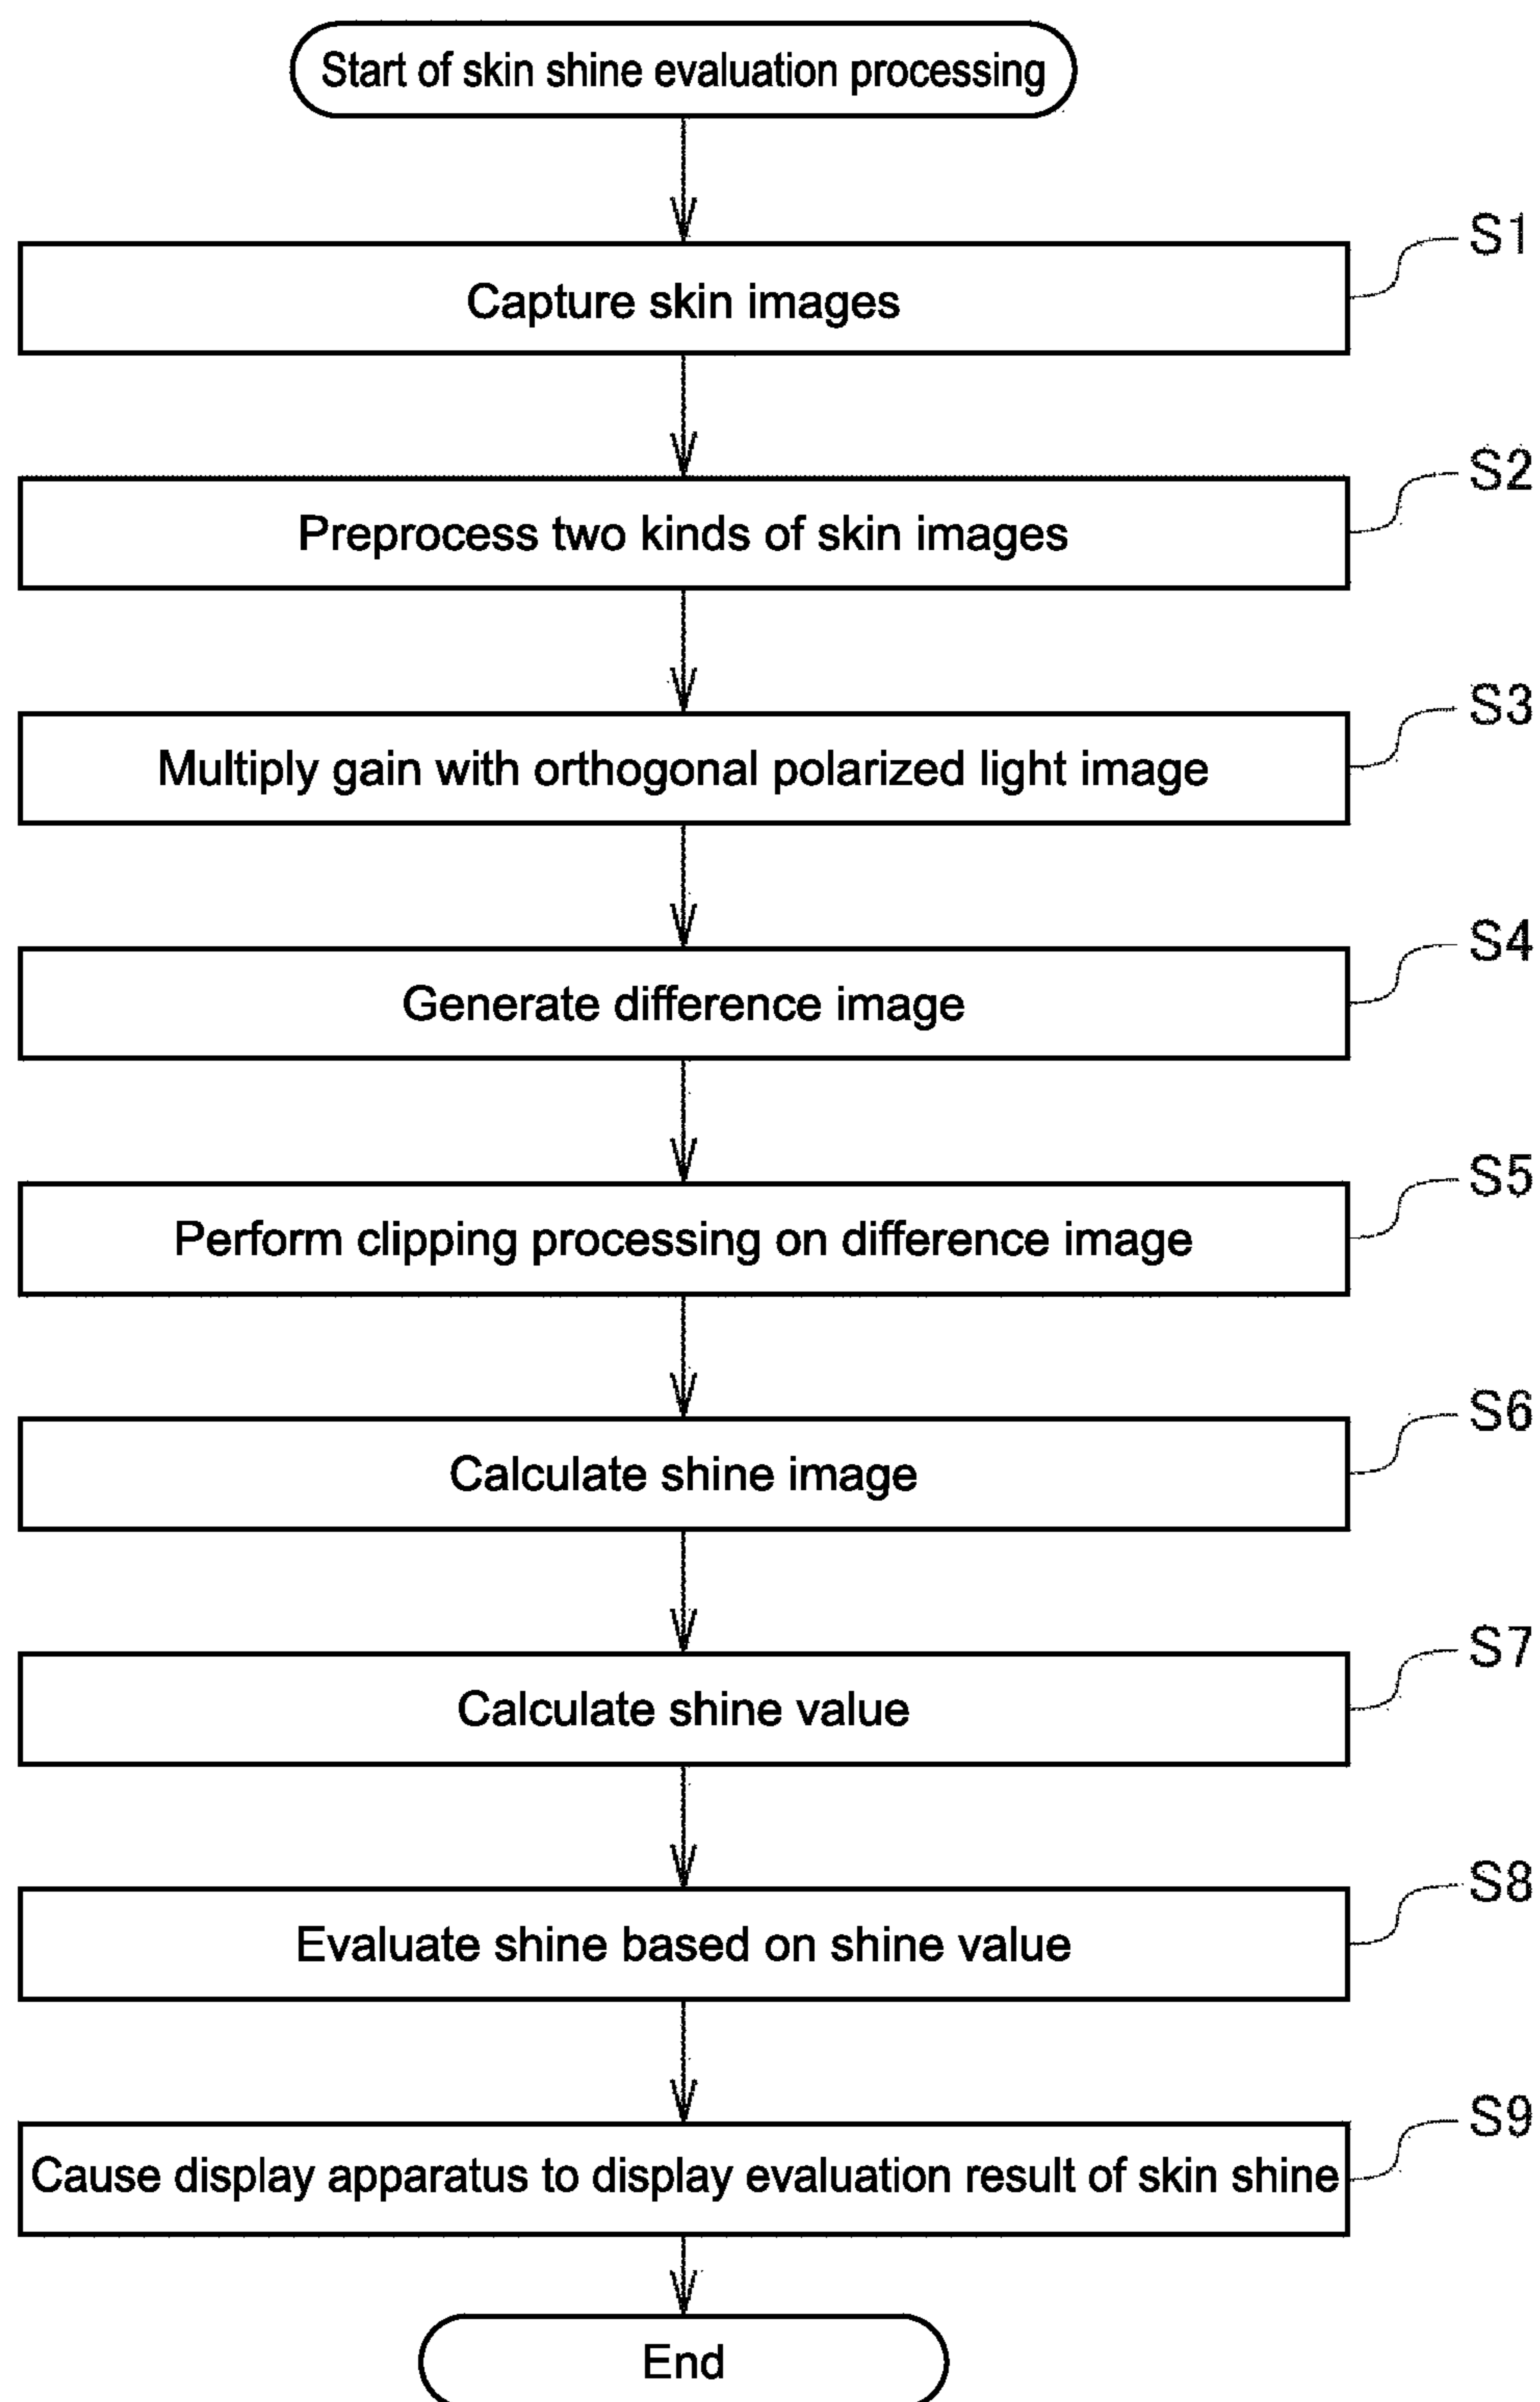 Start of skin shine evaluation processing
S1
Capture skin images
S2
Preprocess two kinds of skin images
S3
Multiply gain with orthogonal polarized light image
S4
Generate difference image
S5
Perform clipping processing on difference image
S6
Calculate shine image
S7
Calculate shine value
S8
Evaluate shine based on shine value
S9
Cause display apparatus to display evaluation result of skin shine
End